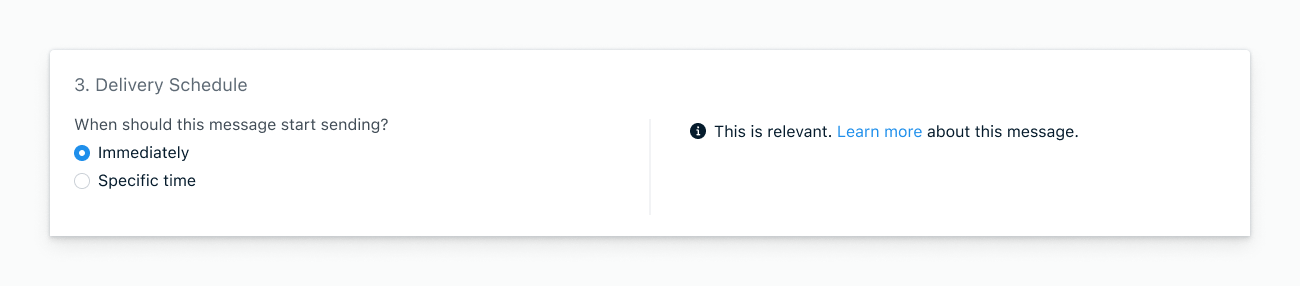 3. Delivery Schedule
When should this message start sending?
Immediately
Specific time
This is relevant. Learn more about this message.